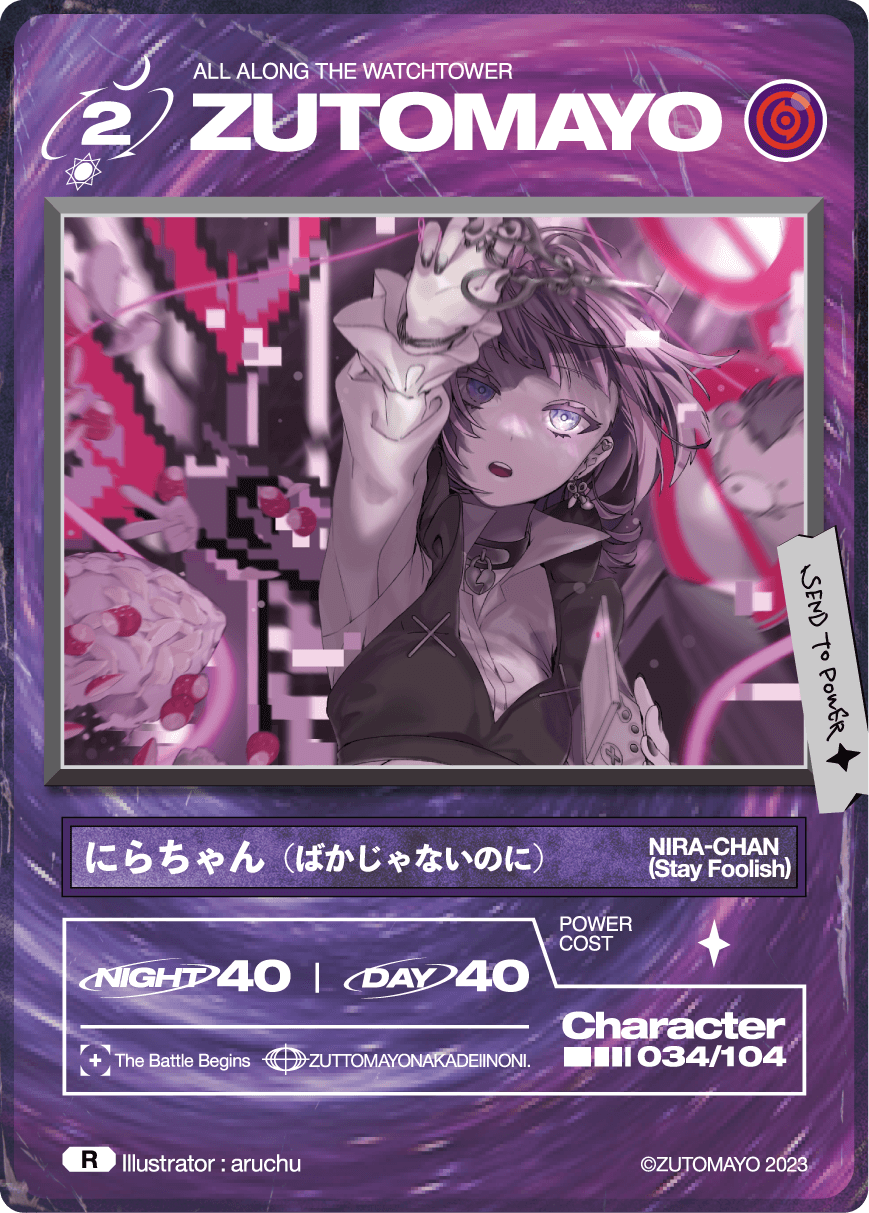 ALL ALONG THE WATCHTOWER
2
ZUTOMAYO
SEND TO POWER
にらちゃん（ばかじゃないのに）
NIRA-CHAN
(Stay Foolish)
POWER
COST
NIGHT 40 | DAY 40
Character
034/104
The Battle Begins
ZUTTOMAYONAKADEIINONI.
R
Illustrator : aruchu
©ZUTOMAYO 2023